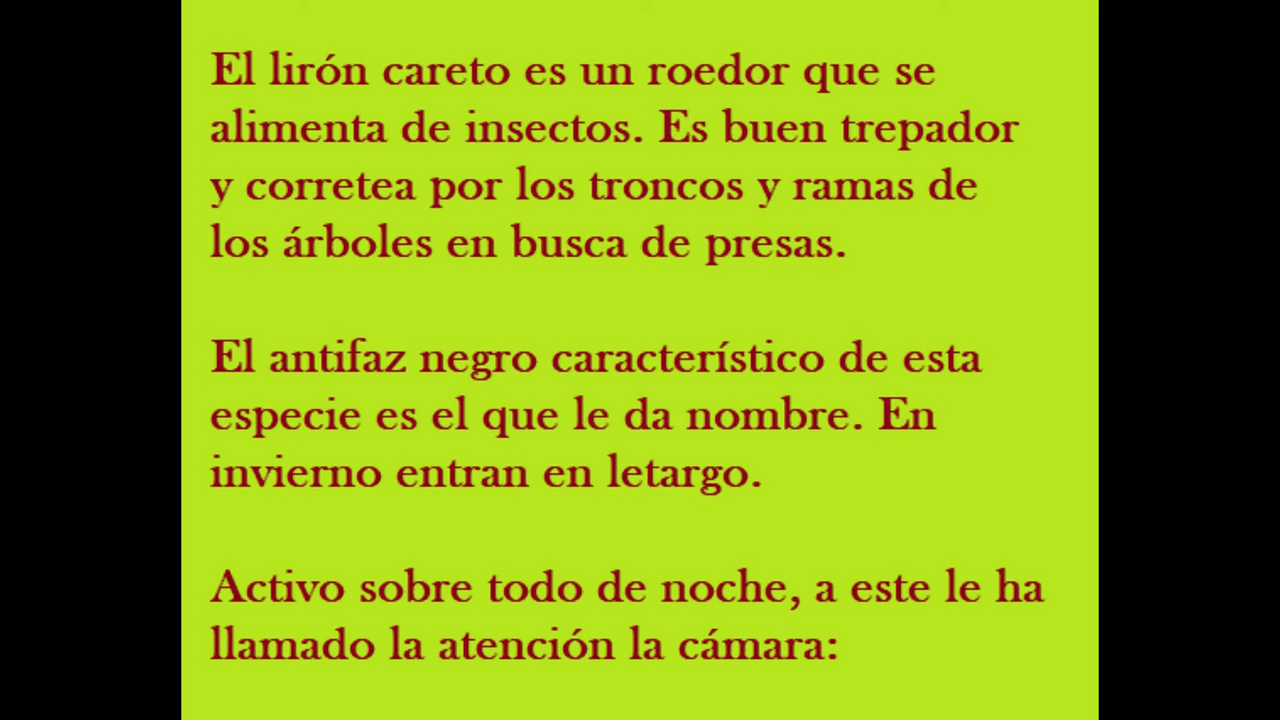 El lirón careto es un roedor que se
alimenta de insectos. Es buen trepador
y corretea por los troncos y ramas de
los árboles en busca de presas.
El antifaz negro característico de esta
especie es el que le da nombre. En
invierno entran en letargo.
Activo sobre todo de noche, a este le ha
llamado la atención la cámara: